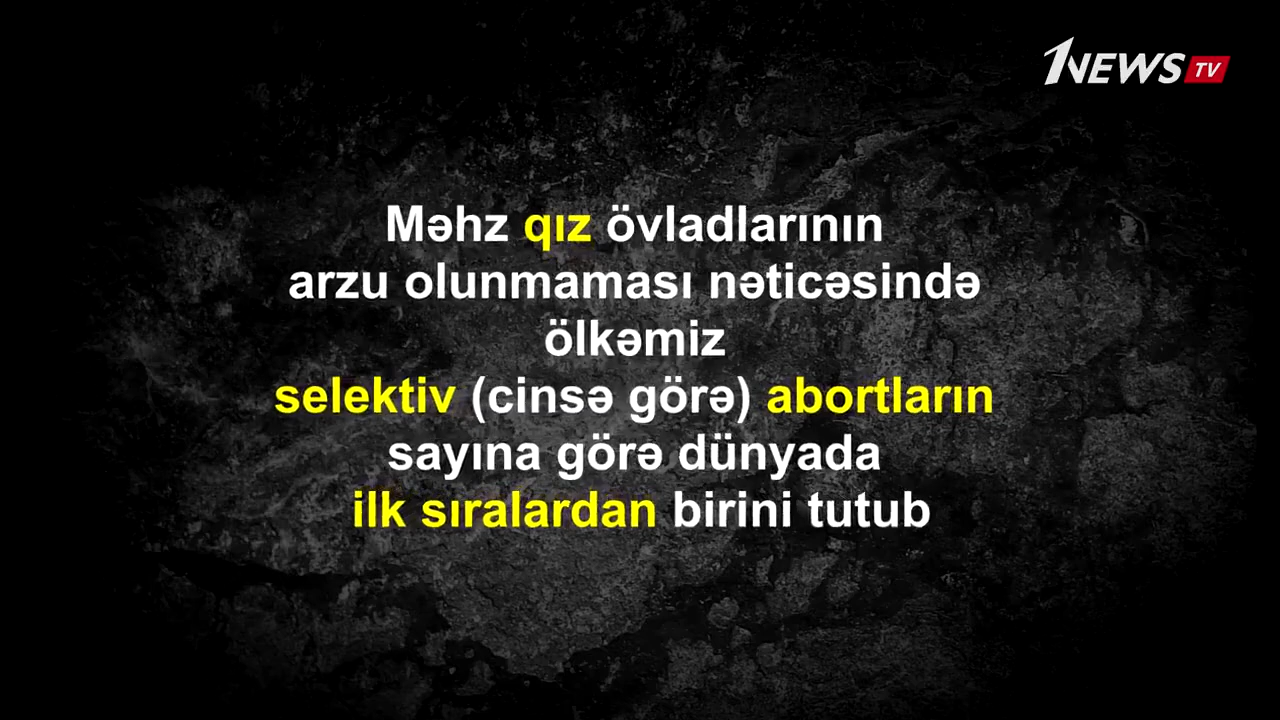 1NEWS TV
Məhz qız övladlarının
arzu olunmaması nəticəsində
ölkəmiz
selektiv (cinsə görə) abortların
sayına görə dünyada
ilk sıralardan birini tutub